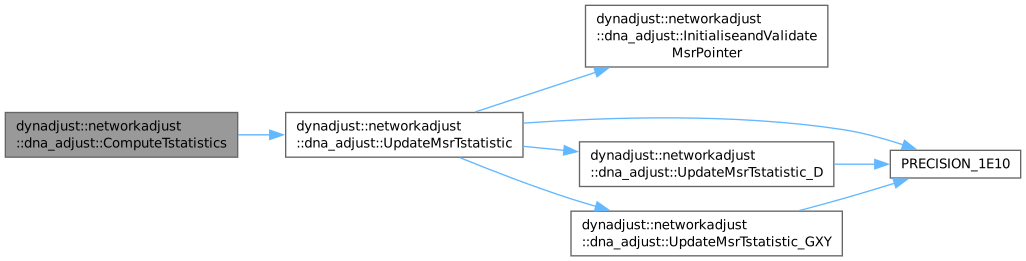 dynadjust::networkadjust
::dna_adjust::ComputeTstatistics
dynadjust::networkadjust
::dna_adjust::UpdateMsrTstatistic
dynadjust::networkadjust
::dna_adjust::InitialiseandValidate
MsrPointer
dynadjust::networkadjust
::dna_adjust::UpdateMsrTstatistic_D
dynadjust::networkadjust
::dna_adjust::UpdateMsrTstatistic_GXY
PRECISION_1E10